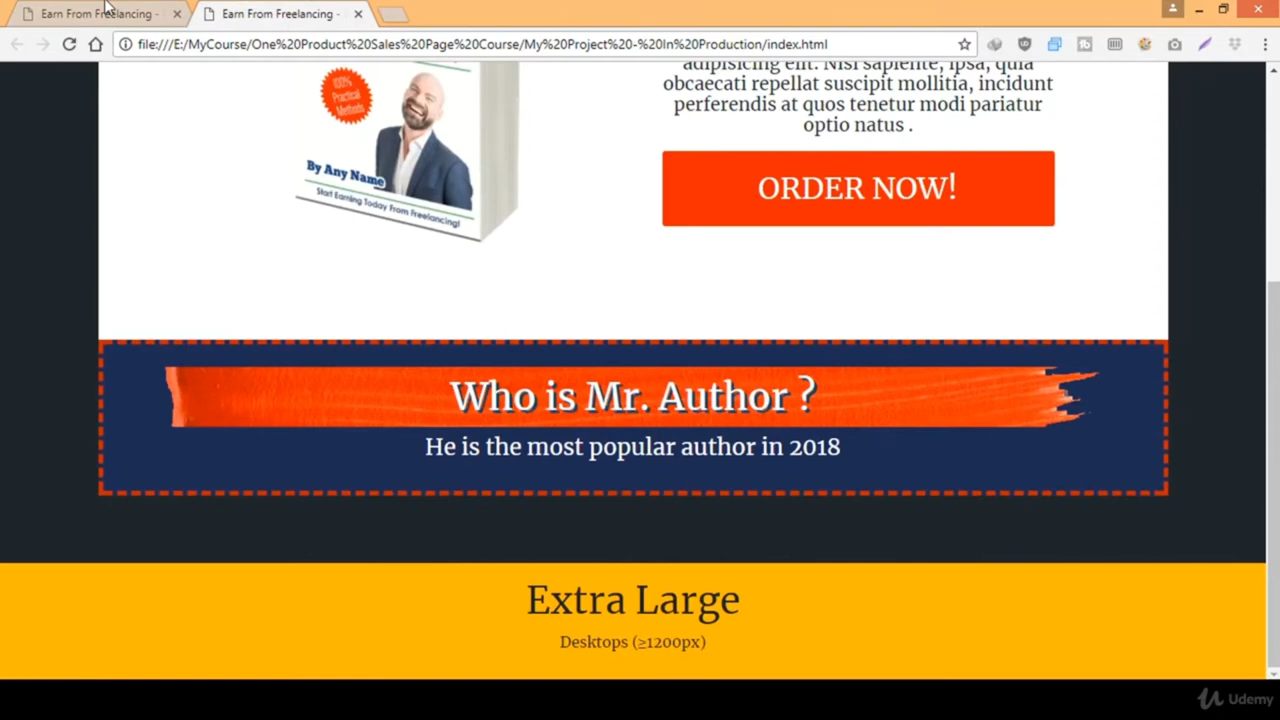 Earn From Freelancing -
Earn From Freelancing -
file:///E:/MyCourse/One%20Product%20Sales%20Page%20Course/My%20Project%20-%20In%20Production/index.html
adipisicing elit. Nisi sapiente, ipsa, quia
obcaecati repellat suscipit mollitia, incidunt
perferendis at quos tenetur modi pariatur
optio natus .
100%
Practical
Methods
By Any Name
Start Earning Today From Freelancing!
ORDER NOW!
Who is Mr. Author ?
He is the most popular author in 2018
Extra Large
Desktops (≥1200px)
Udemy